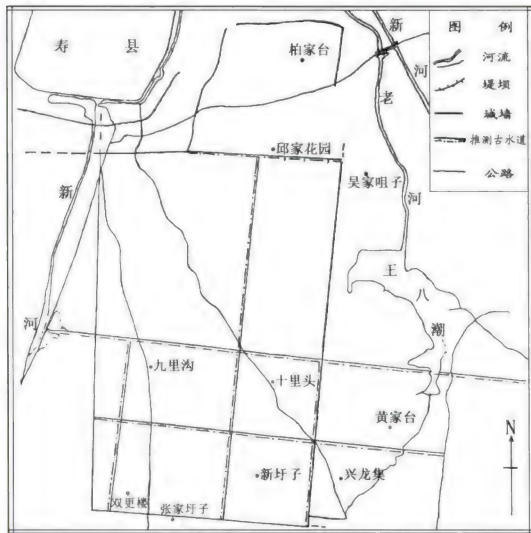 寿县
柏家台
新河
老河
图例
河流
堤坝
城墙
推测古水道
公路
邱家花园
吴家咀子
新河
王八潮
九里沟
十里头
黄家台
N
新圩子
兴龙集
双更楼
张家圩子